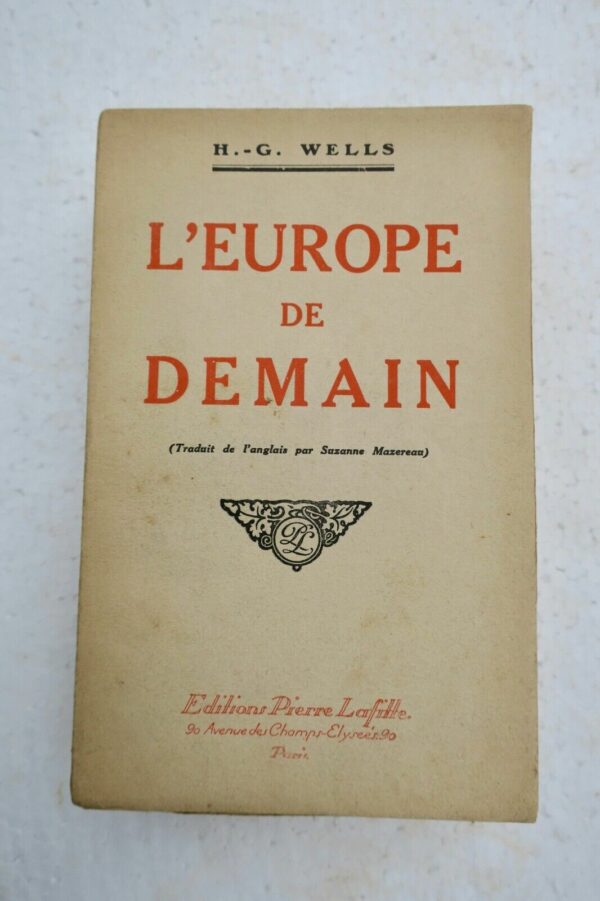 H.-G. WELLS
L'EUROPE
DE
DEMAIN
(Traduit de l'anglais par Suzanne Mazereau)
PL
Editions Pierre Lafitte.
90 Avenue des Champs-Elysées.90
Paris.